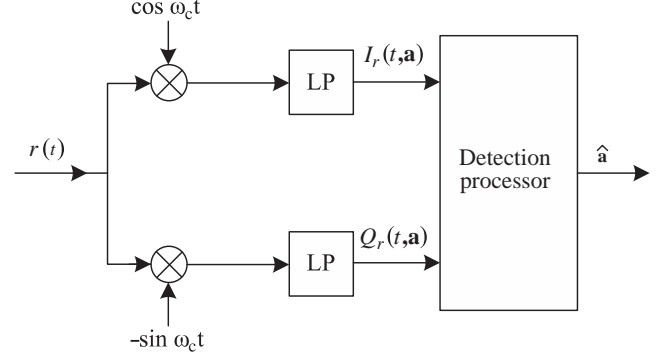 cos ω_c t
LP
I_r(t,a)
r(t)
Detection
processor
â
LP
Q_r(t,a)
-sin ω_c t